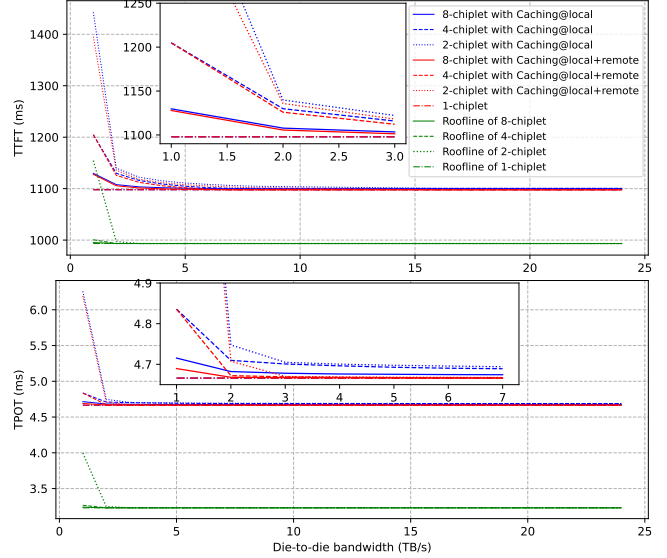 1250
1200
1150
1100
1.0 1.5 2.0 2.5 3.0
8-chiplet with Caching@local
4-chiplet with Caching@local
2-chiplet with Caching@local
8-chiplet with Caching@local+remote
4-chiplet with Caching@local+remote
2-chiplet with Caching@local+remote
1-chiplet
Roofline of 8-chiplet
Roofline of 4-chiplet
Roofline of 2-chiplet
Roofline of 1-chiplet
TTFT (ms)
1400
1300
1200
1100
1000
0 5 10 15 20 25
4.9
4.8
4.7
1 2 3 4 5 6 7
TPOT (ms)
6.0
5.5
5.0
4.5
4.0
3.5
0 5 10 15 20 25
Die-to-die bandwidth (TB/s)